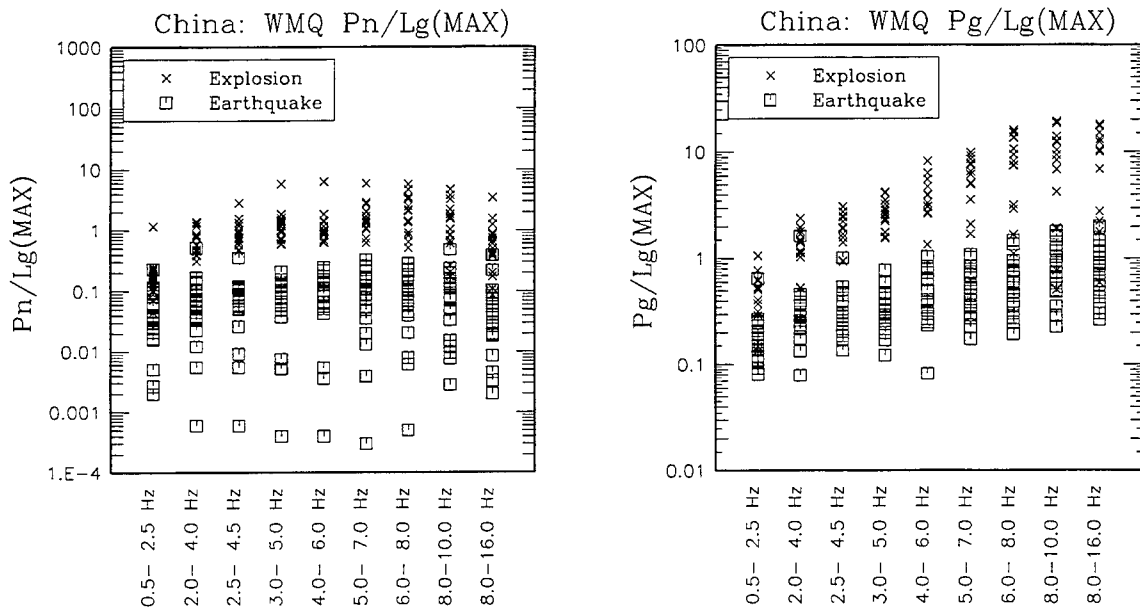 China: WMQ Pn/Lg(MAX)
Explosion
Earthquake
Pn/Lg(MAX)
1000
100
10
1
0.1
0.01
0.001
1.E-4
0.5- 2.5 Hz
2.0- 4.0 Hz
2.5- 4.5 Hz
3.0- 5.0 Hz
4.0- 6.0 Hz
5.0- 7.0 Hz
6.0- 8.0 Hz
8.0-10.0 Hz
8.0-16.0 Hz
China: WMQ Pg/Lg(MAX)
Explosion
Earthquake
Pg/Lg(MAX)
100
10
1
0.1
0.01
0.5- 2.5 Hz
2.0- 4.0 Hz
2.5- 4.5 Hz
3.0- 5.0 Hz
4.0- 6.0 Hz
5.0- 7.0 Hz
6.0- 8.0 Hz
8.0-10.0 Hz
8.0-16.0 Hz